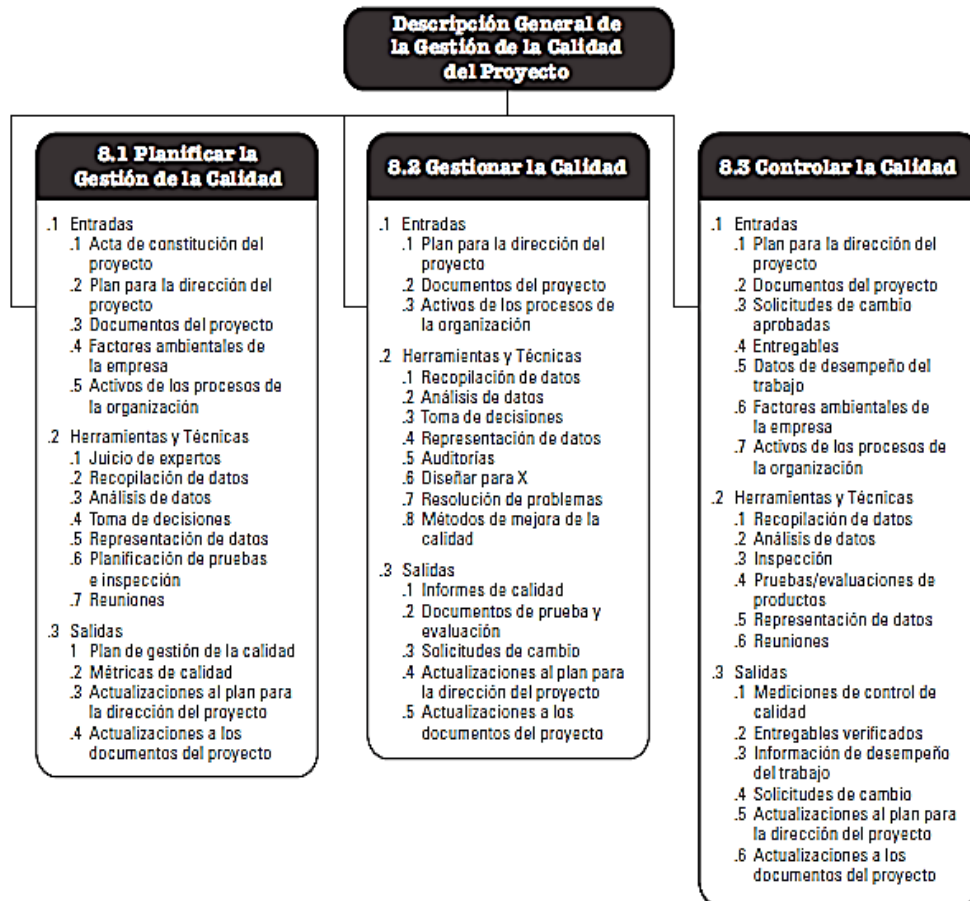 Descripción General de
la Gestión de la Calidad
del Proyecto
8.1 Planificar la
Gestión de la Calidad
.1 Entradas
.1 Acta de constitución del
proyecto
.2 Plan para la dirección del
proyecto
.3 Documentos del proyecto
.4 Factores ambientales de
la empresa
.5 Activos de los procesos de
la organización
.2 Herramientas y Técnicas
.1 Juicio de expertos
.2 Recopilación de datos
.3 Análisis de datos
.4 Toma de decisiones
.5 Representación de datos
.6 Planificación de pruebas
e inspección
.7 Reuniones
.3 Salidas
1 Plan de gestión de la calidad
.2 Métricas de calidad
.3 Actualizaciones al plan para
la dirección del proyecto
.4 Actualizaciones a los
documentos del proyecto
8.2 Gestionar la Calidad
.1 Entradas
.1 Plan para la dirección del
proyecto
.2 Documentos del proyecto
.3 Activos de los procesos de
la organización
.2 Herramientas y Técnicas
.1 Recopilación de datos
.2 Análisis de datos
.3 Toma de decisiones
.4 Representación de datos
.5 Auditorías
.6 Diseñar para X
.7 Resolución de problemas
.8 Métodos de mejora de la
calidad
.3 Salidas
.1 Informes de calidad
.2 Documentos de prueba y
evaluación
.3 Solicitudes de cambio
.4 Actualizaciones al plan para
la dirección del proyecto
.5 Actualizaciones a los
documentos del proyecto
8.3 Controlar la Calidad
.1 Entradas
.1 Plan para la dirección del
proyecto
.2 Documentos del proyecto
.3 Solicitudes de cambio
aprobadas
.4 Entregables
.5 Datos de desempeño del
trabajo
.6 Factores ambientales de
la empresa
.7 Activos de los procesos de
la organización
.2 Herramientas y Técnicas
.1 Recopilación de datos
.2 Análisis de datos
.3 Inspección
.4 Pruebas/evaluaciones de
productos
.5 Representación de datos
.6 Reuniones
.3 Salidas
.1 Mediciones de control de
calidad
.2 Entregables verificados
.3 Información de desempeño
del trabajo
.4 Solicitudes de cambio
.5 Actualizaciones al plan para
la dirección del proyecto
.6 Actualizaciones a los
documentos del proyecto